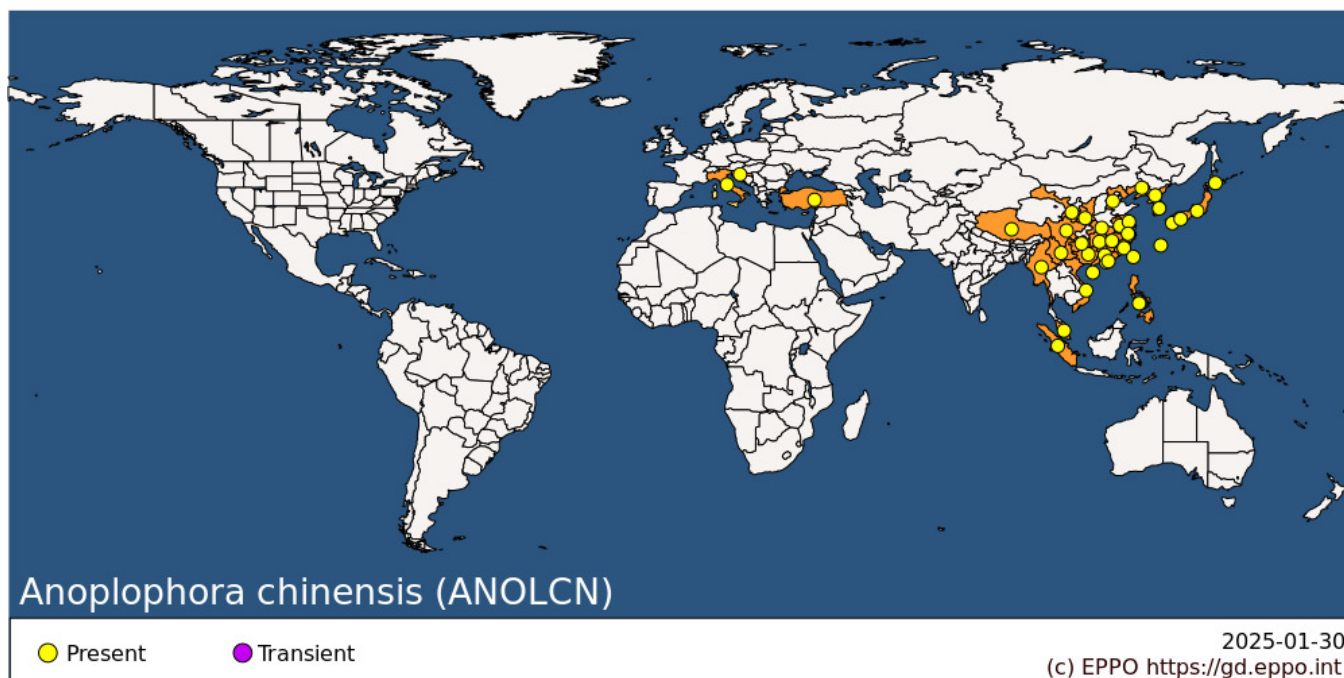 Anoplophora chinensis (ANOLCN)
Present
Transient
2025-01-30
(c) EPPO https://gd.eppo.int